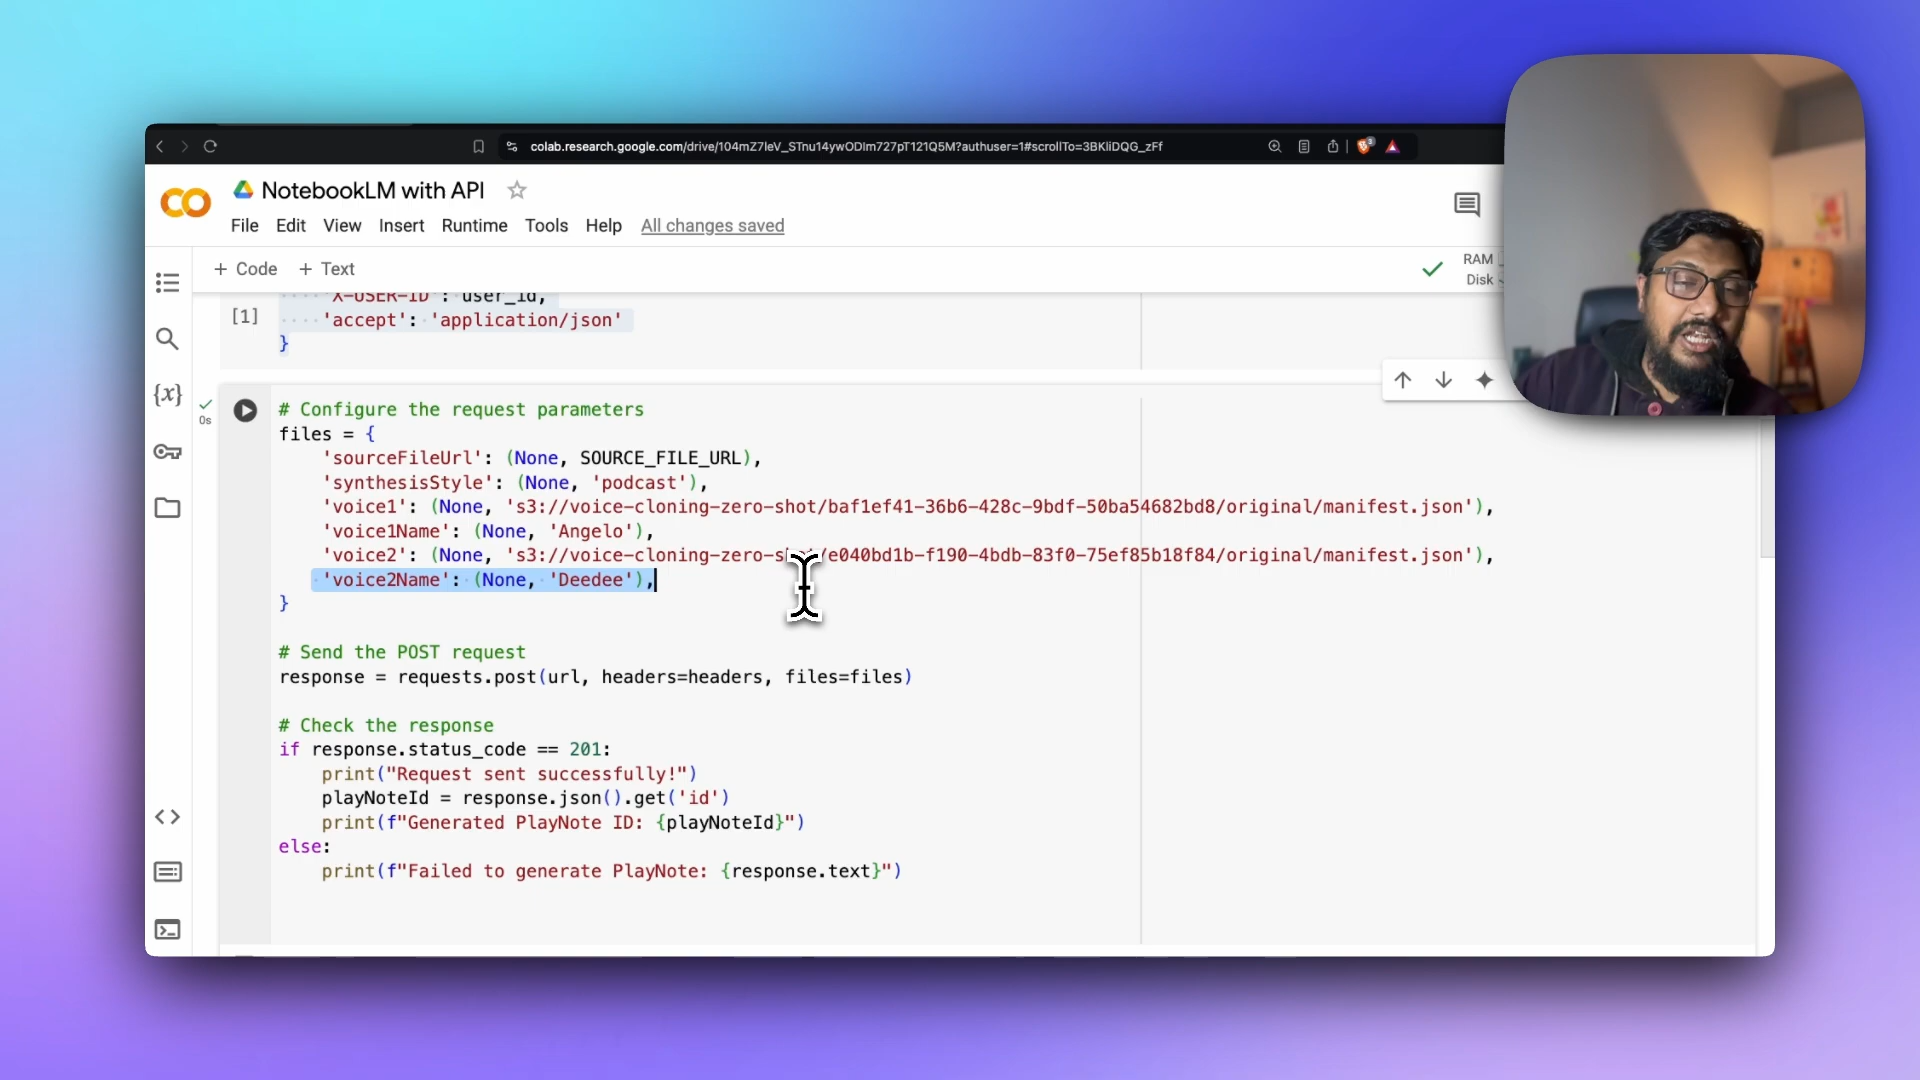 colab.research.google.com/drive/104mZ7IeV_STnu14ywODIm727pT121Q5M?authuser=1#scrollTo=3BKIiDQG_zFf
NotebookLM with API
File Edit View Insert Runtime Tools Help All changes saved
+ Code + Text
RAM
Disk
'X-USER-ID': user_id,
[1] 'accept': 'application/json'
}
0s
# Configure the request parameters
files = {
'sourceFileUrl': (None, SOURCE_FILE_URL),
'synthesisStyle': (None, 'podcast'),
'voice1': (None, 's3://voice-cloning-zero-shot/baf1ef41-36b6-428c-9bdf-50ba54682bd8/original/manifest.json'),
'voice1Name': (None, 'Angelo'),
'voice2': (None, 's3://voice-cloning-zero-shot/e040bd1b-f190-4bdb-83f0-75ef85b18f84/original/manifest.json'),
'voice2Name': (None, 'Deedee'),
}
# Send the POST request
response = requests.post(url, headers=headers, files=files)
# Check the response
if response.status_code == 201:
print("Request sent successfully!")
playNoteId = response.json().get('id')
print(f"Generated PlayNote ID: {playNoteId}")
else:
print(f"Failed to generate PlayNote: {response.text}")